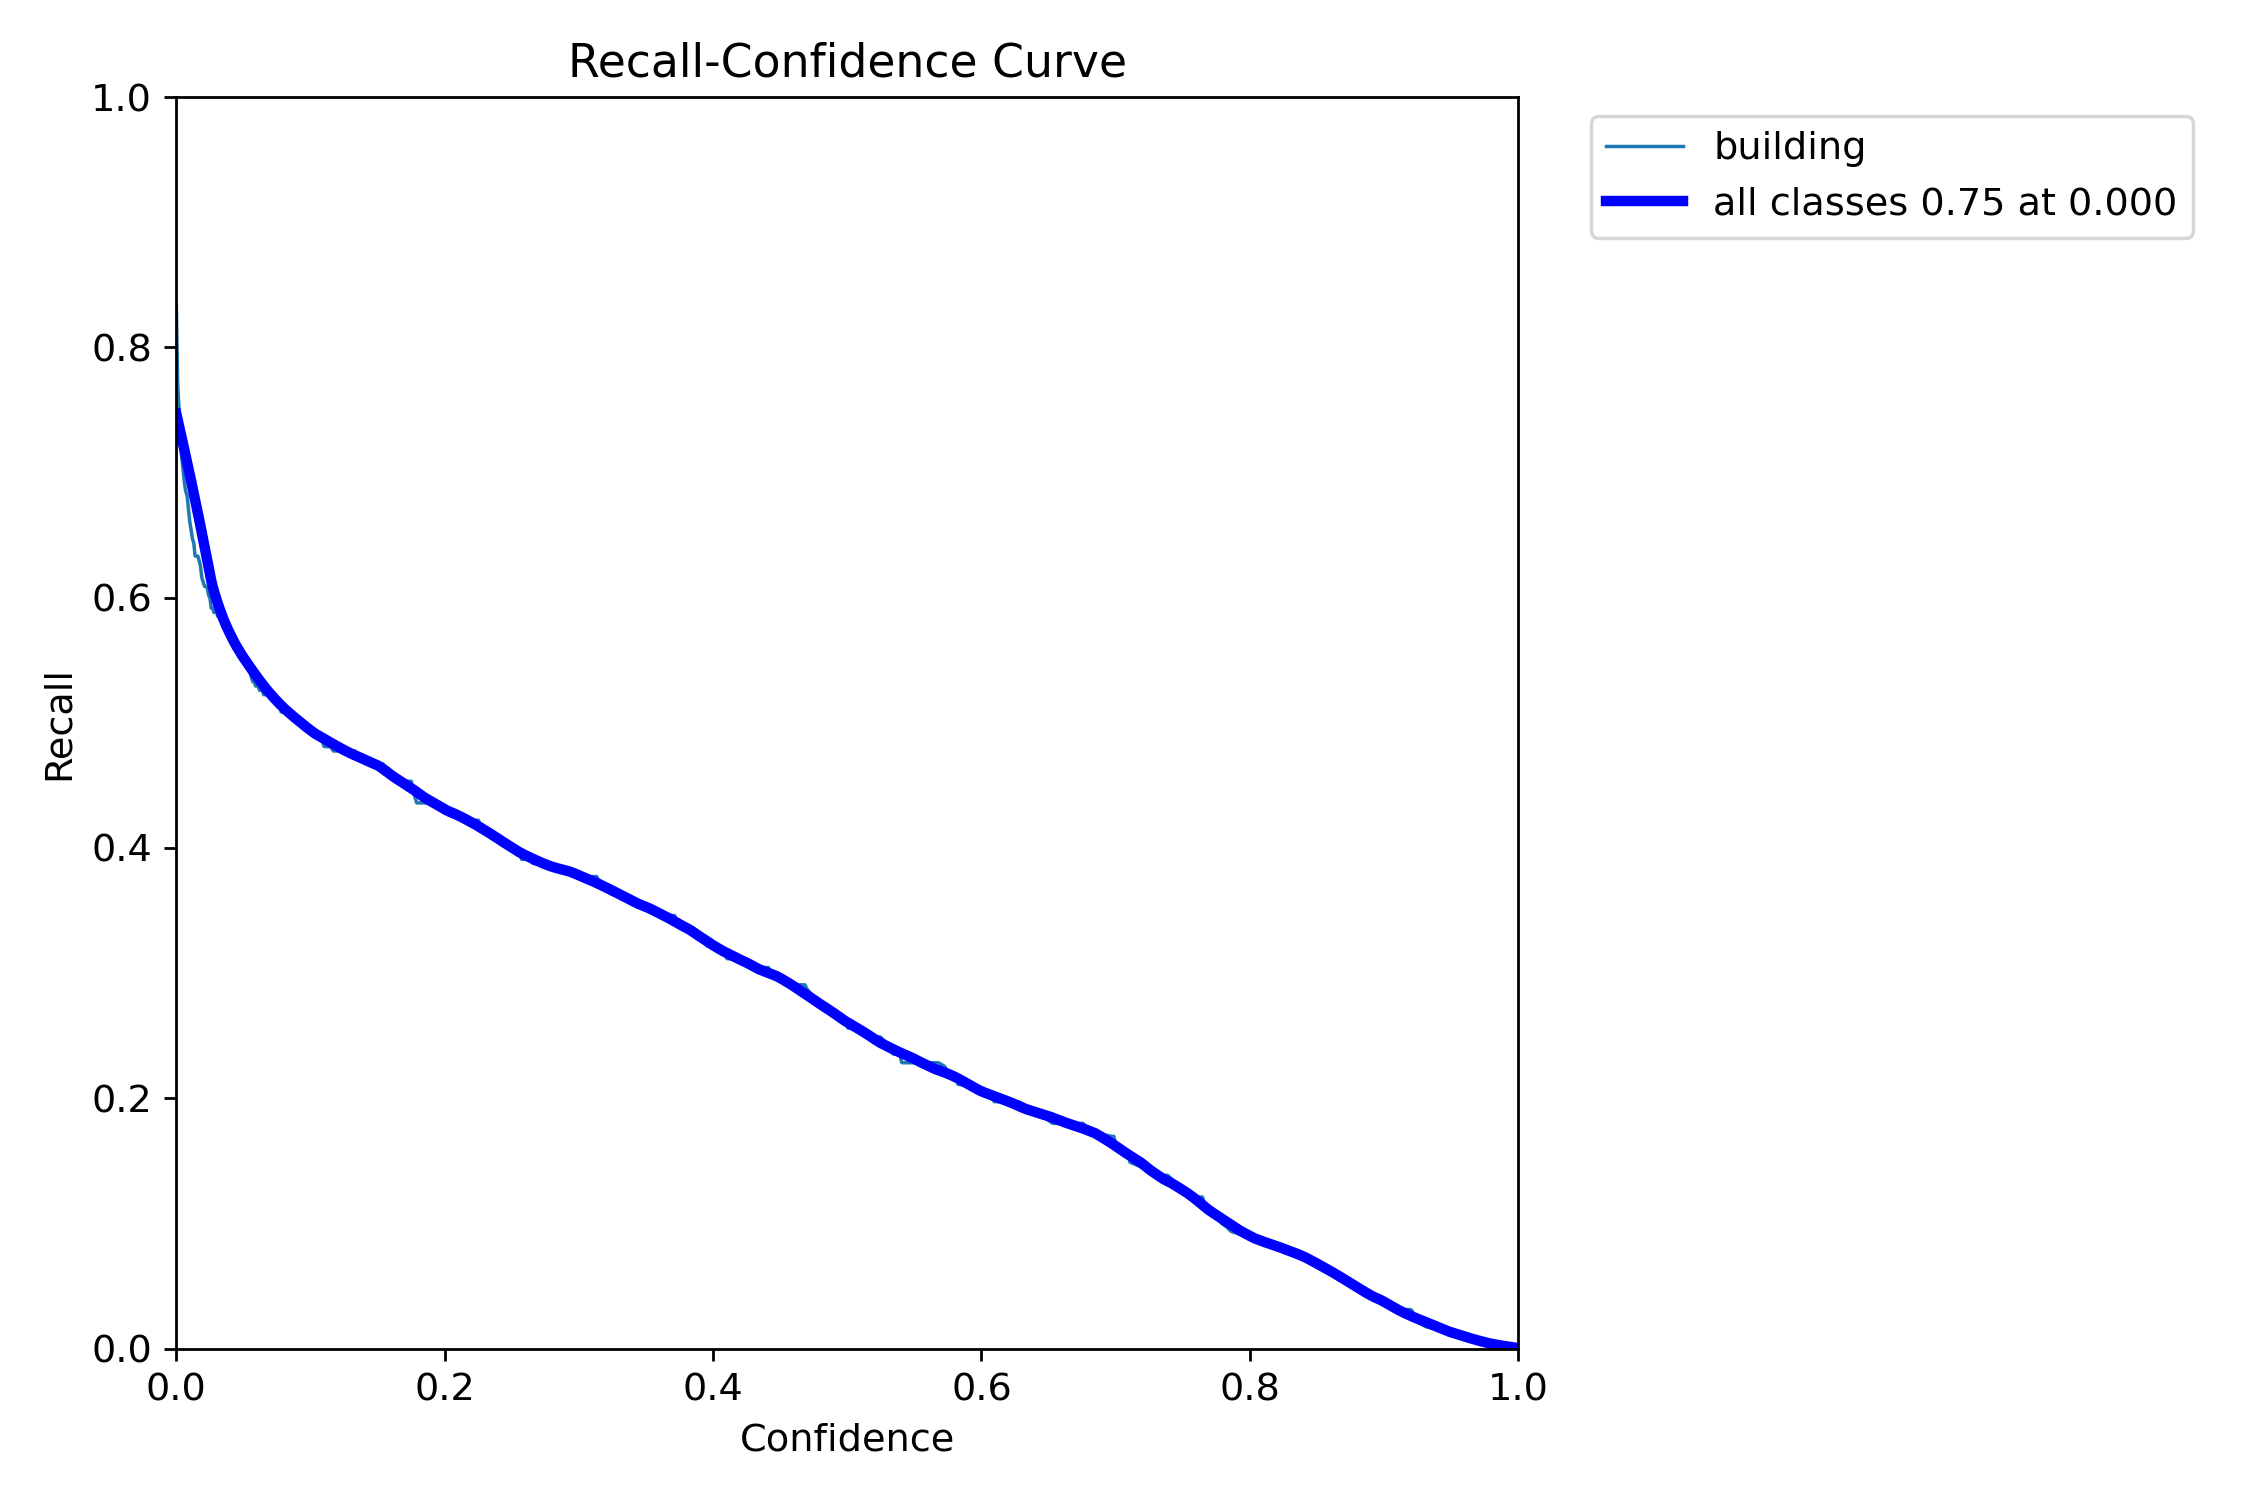 Recall-Confidence Curve
building
all classes 0.75 at 0.000
1.0
0.8
0.6
0.4
0.2
0.0
Recall
0.0 0.2 0.4 0.6 0.8 1.0
Confidence